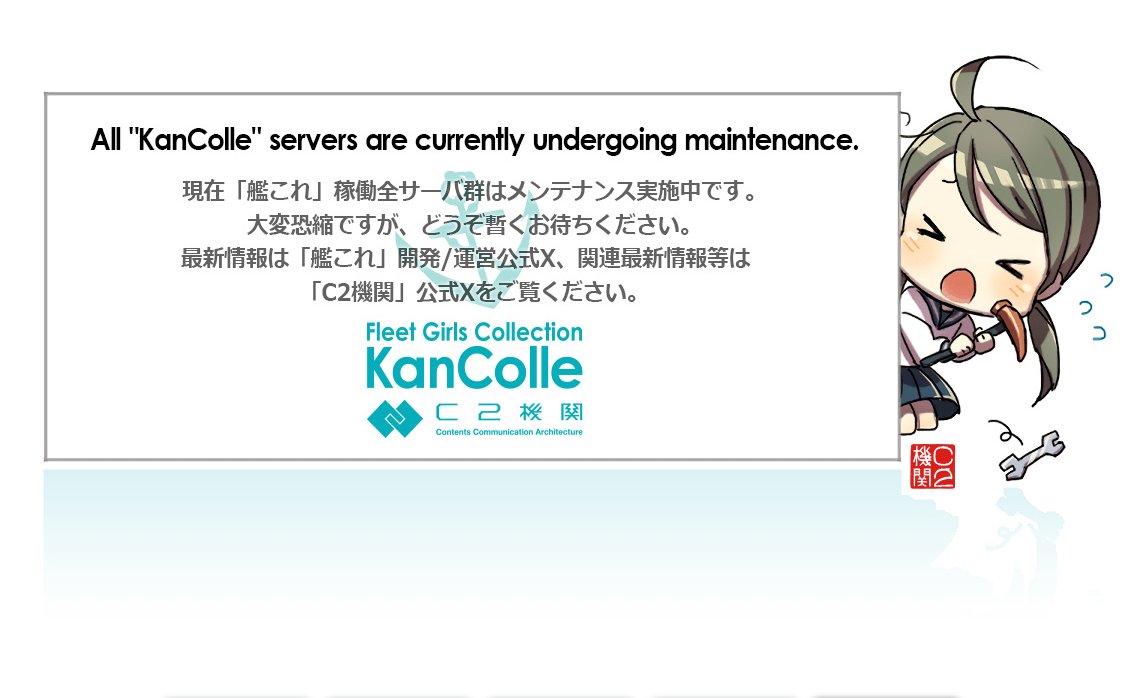 All "KanColle" servers are currently undergoing maintenance.
現在「艦これ」稼働全サーバ群はメンテナンス実施中です。
大変恐縮ですが、どうぞ暫くお待ちください。
最新情報は「艦これ」開発/運営公式X、関連最新情報等は
「C2機関」公式Xをご覧ください。
Fleet Girls Collection
KanColle
C2機関
Contents Communication Architecture
C2機関